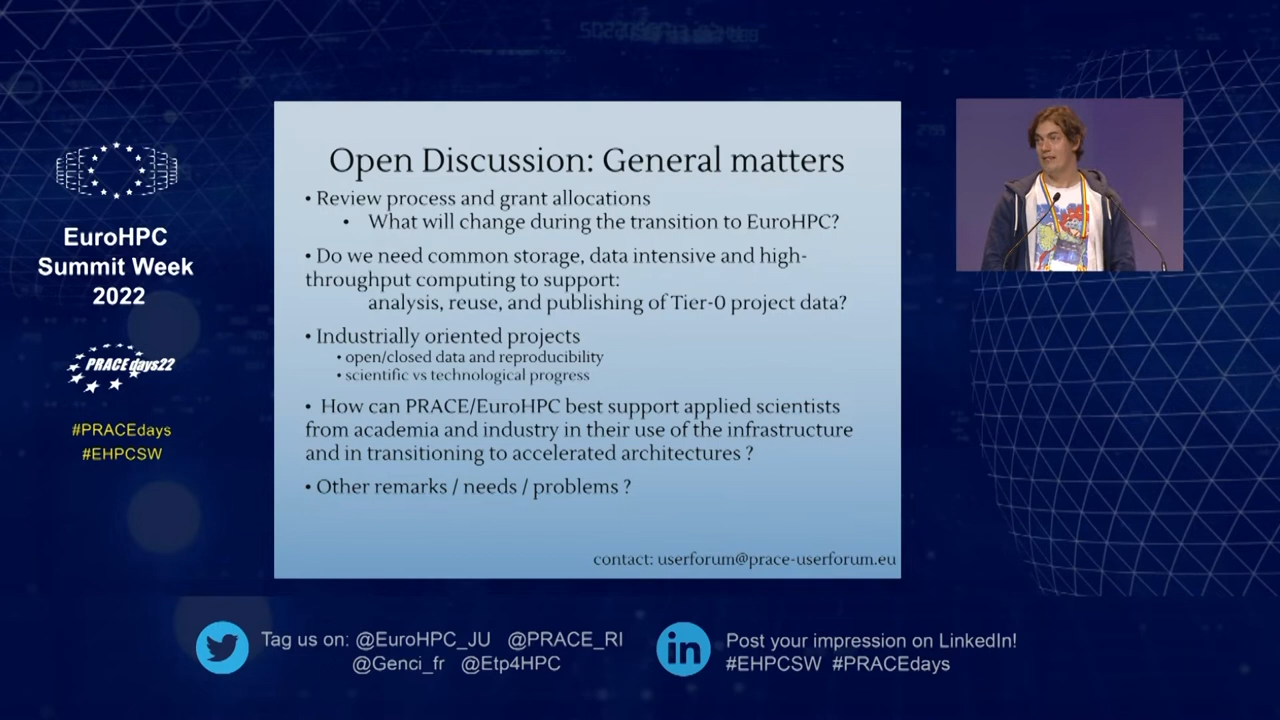 EuroHPC
Summit Week
2022
PRACEdays22
#PRACEdays
#EHPCSW
Open Discussion: General matters
• Review process and grant allocations
• What will change during the transition to EuroHPC?
• Do we need common storage, data intensive and high-
throughput computing to support:
analysis, reuse, and publishing of Tier-0 project data?
• Industrially oriented projects
• open/closed data and reproducibility
• scientific vs technological progress
• How can PRACE/EuroHPC best support applied scientists
from academia and industry in their use of the infrastructure
and in transitioning to accelerated architectures ?
• Other remarks / needs / problems ?
contact: userforum@prace-userforum.eu
Tag us on: @EuroHPC_JU @PRACE_RI
@Genci_fr @Etp4HPC
in
Post your impression on LinkedIn!
#EHPCSW #PRACEdays